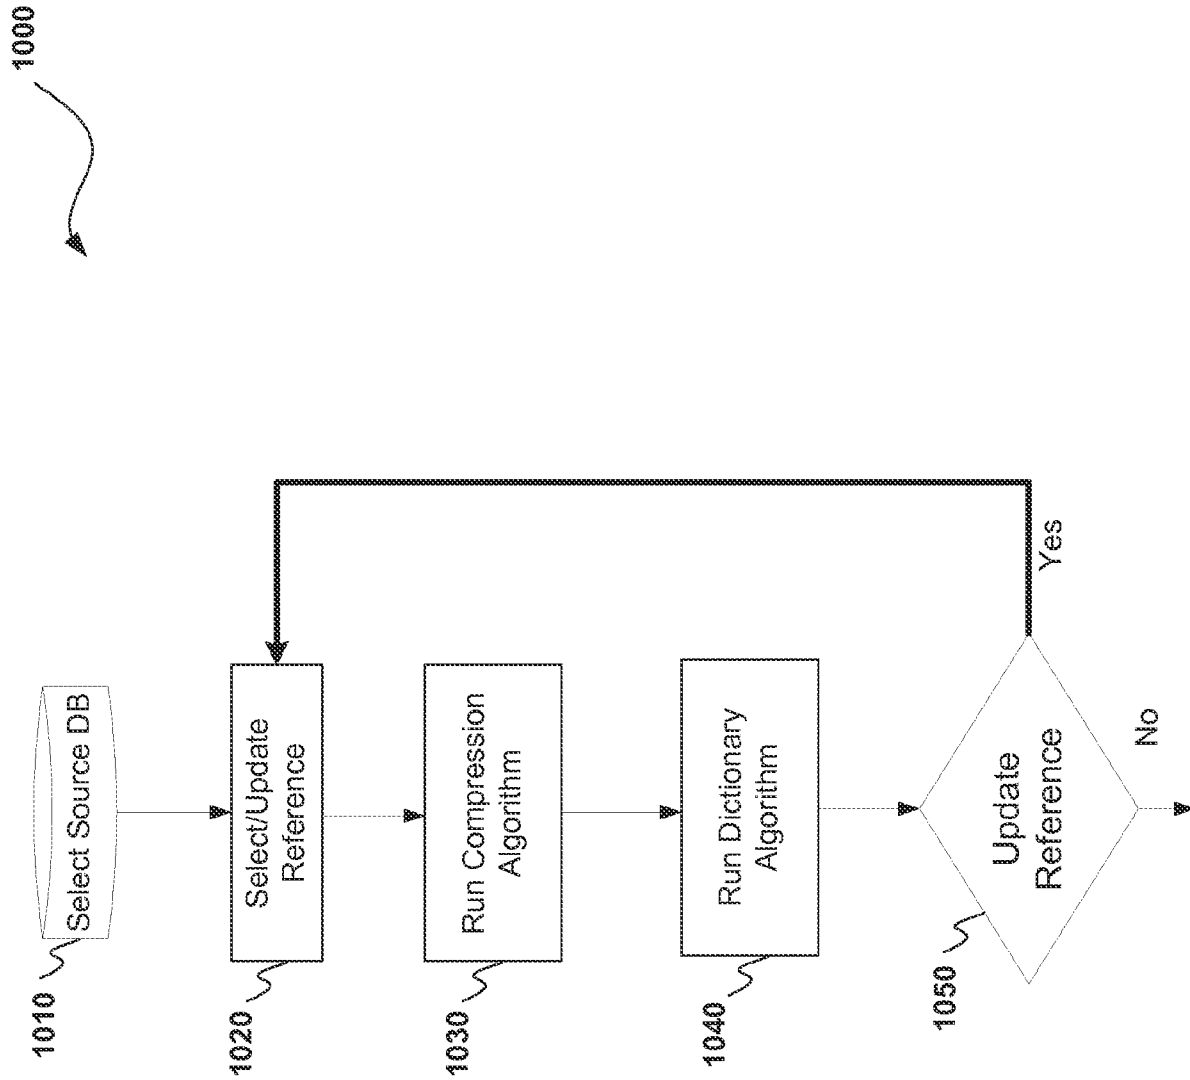 1000
1010
Select Source DB
1020
Select/Update
Reference
1030
Run Compression
Algorithm
1040
Run Dictionary
Algorithm
1050
Update
Reference
Yes
No